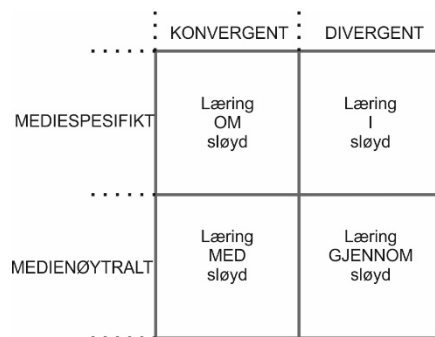 KONVERGENT DIVERGENT
MEDIESPESIFIKT
Læring
OM
sløyd
Læring
I
sløyd
MEDIENØYTRALT
Læring
MED
sløyd
Læring
GJENNOM
sløyd